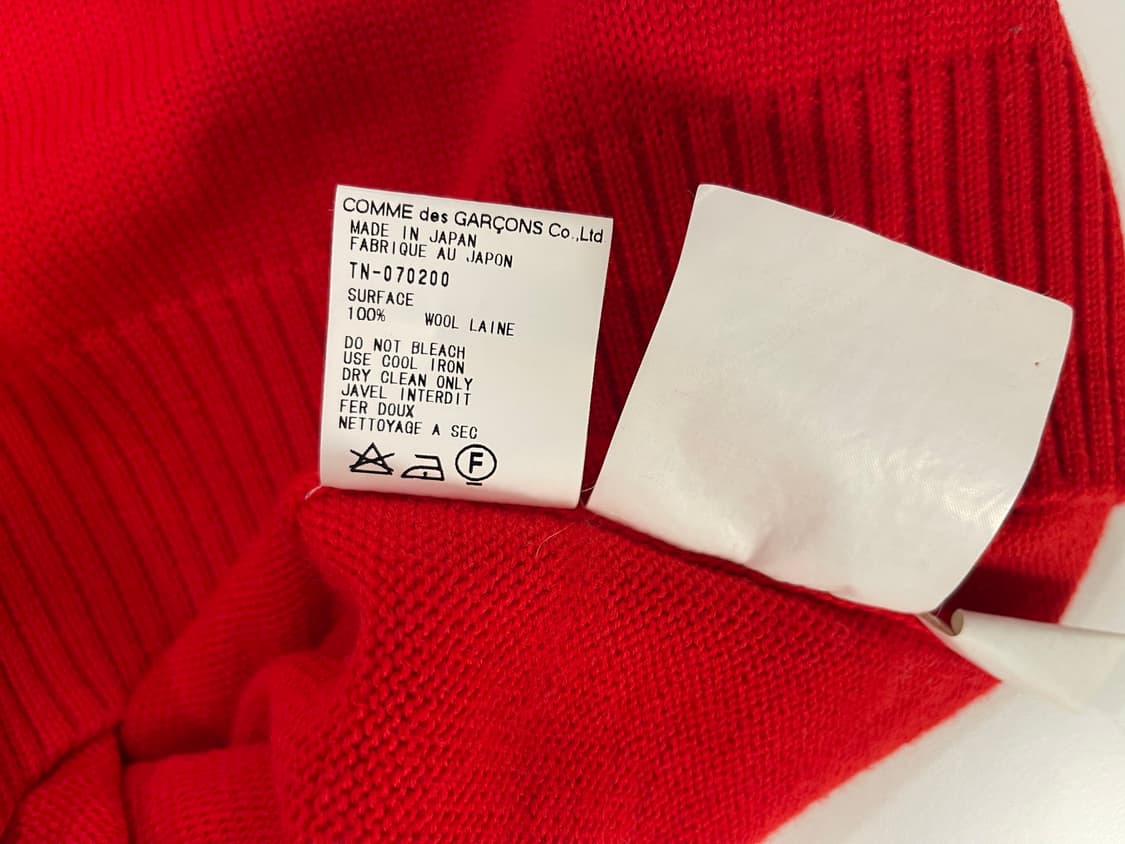 COMME des GARÇONS Co.,Ltd
MADE IN JAPAN
FABRIQUE AU JAPON
TN-070200
SURFACE
100% WOOL LAINE
DO NOT BLEACH
USE COOL IRON
DRY CLEAN ONLY
JAVEL INTERDIT
FER DOUX
NETTOYAGE A SEC
F